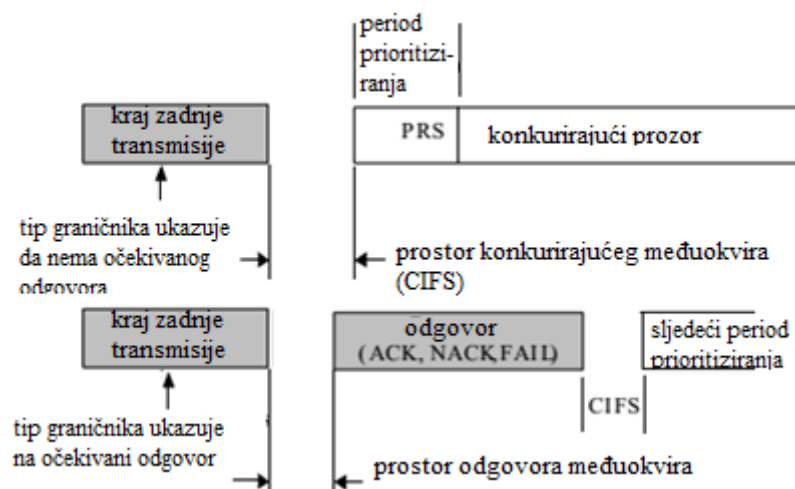 period
prioritizi-
ranja
kraj zadnje
transmisije
PRS
konkurirajući prozor
tip graničnika ukazuje
da nema očekivanog
odgovora
prostor konkurirajućeg međuokvira
(CIFS)
kraj zadnje
transmisije
odgovor
(ACK, NACK,FAIL)
sljedeći period
prioritiziranja
CIFS
tip graničnika ukazuje
na očekivani odgovor
prostor odgovora međuokvira